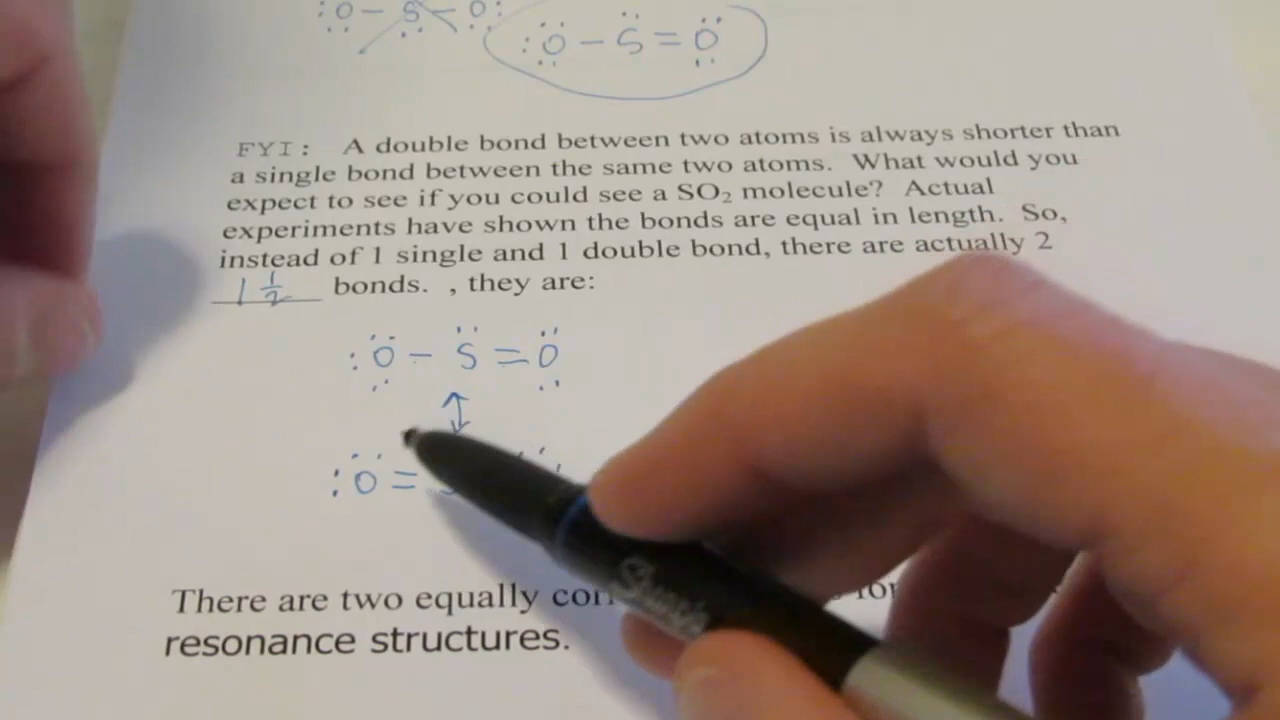 :O – S – O:
:O – S = O
FYI: A double bond between two atoms is always shorter than
a single bond between the same two atoms. What would you
expect to see if you could see a SO₂ molecule? Actual
experiments have shown the bonds are equal in length. So,
instead of 1 single and 1 double bond, there are actually 2
1 1/2 bonds. , they are:
:O – S = O
:O =
There are two equally
resonance structures.
Sharpie